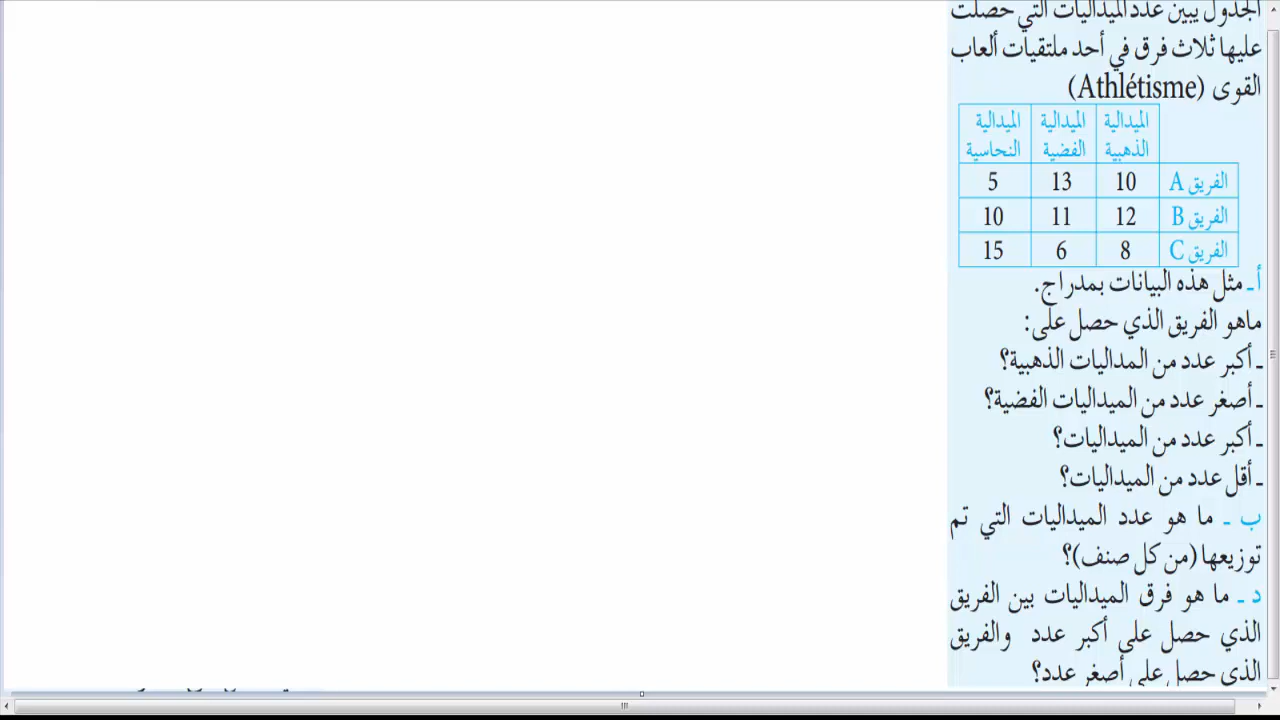 الجدول يبين عدد الميداليات التي حصلت
عليها ثلاث فرق في أحد ملتقيات ألعاب
القوى (Athlétisme)
الميدالية الذهبية الميدالية الفضية الميدالية النحاسية
الفريق A 10 13 5
الفريق B 12 11 10
الفريق C 8 6 15
أ ـ مثل هذه البيانات بمدراج.
ماهو الفريق الذي حصل على:
ـ أكبر عدد من المداليات الذهبية؟
ـ أصغر عدد من الميداليات الفضية؟
ـ أكبر عدد من الميداليات؟
ـ أقل عدد من الميداليات؟
ب ـ ما هو عدد الميداليات التي تم
توزيعها (من كل صنف)؟
د ـ ما هو فرق الميداليات بين الفريق
الذي حصل على أكبر عدد والفريق
الذي حصل على أصغر عدد؟